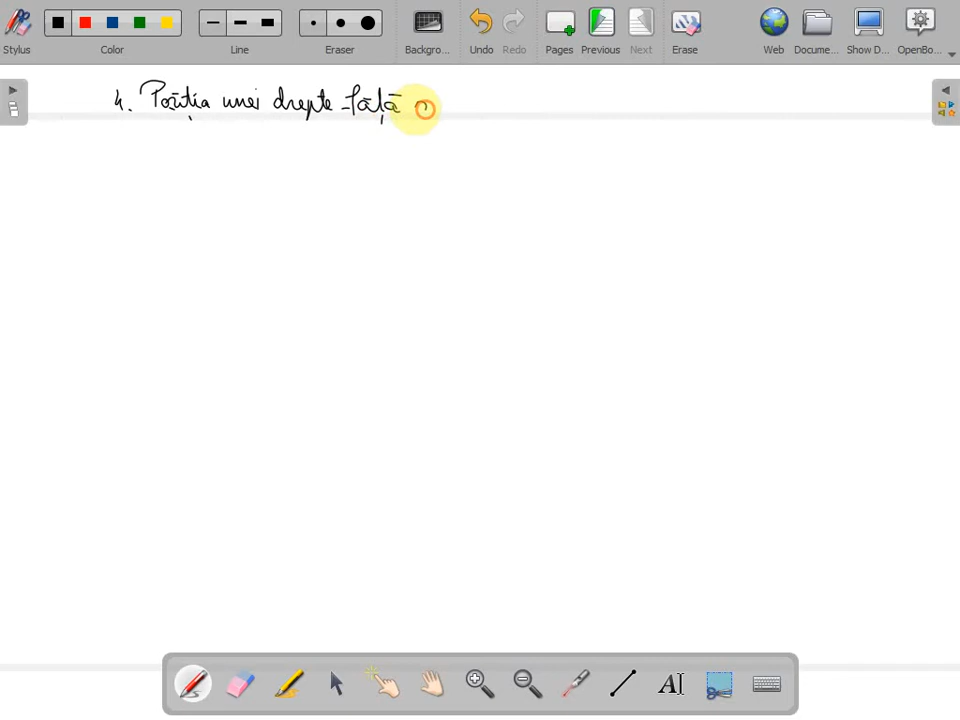 Stylus
Color
Line
Eraser
Backgro...
Undo
Redo
Pages
Previous
Next
Erase
Web
Docume...
Show D...
OpenBo...
4. Poziția unei drepte față